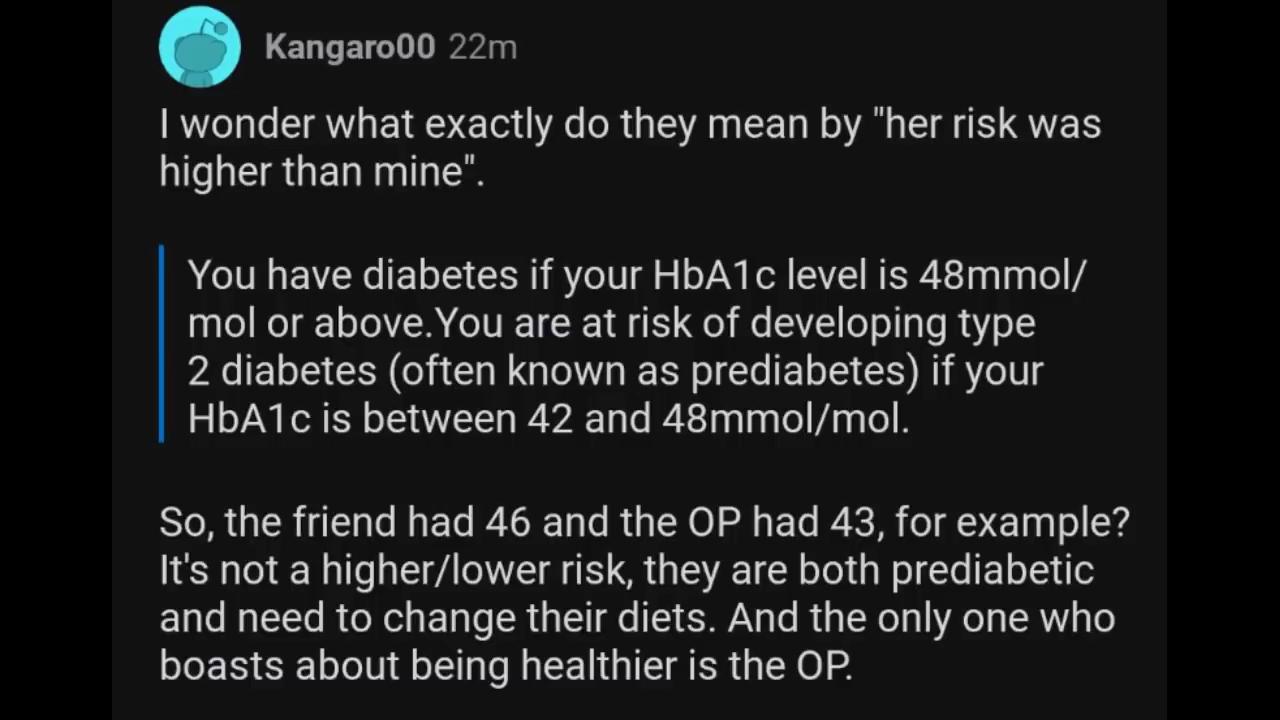 Kangaro00 22m
I wonder what exactly do they mean by "her risk was
higher than mine".
You have diabetes if your HbA1c level is 48mmol/
mol or above.You are at risk of developing type
2 diabetes (often known as prediabetes) if your
HbA1c is between 42 and 48mmol/mol.
So, the friend had 46 and the OP had 43, for example?
It's not a higher/lower risk, they are both prediabetic
and need to change their diets. And the only one who
boasts about being healthier is the OP.